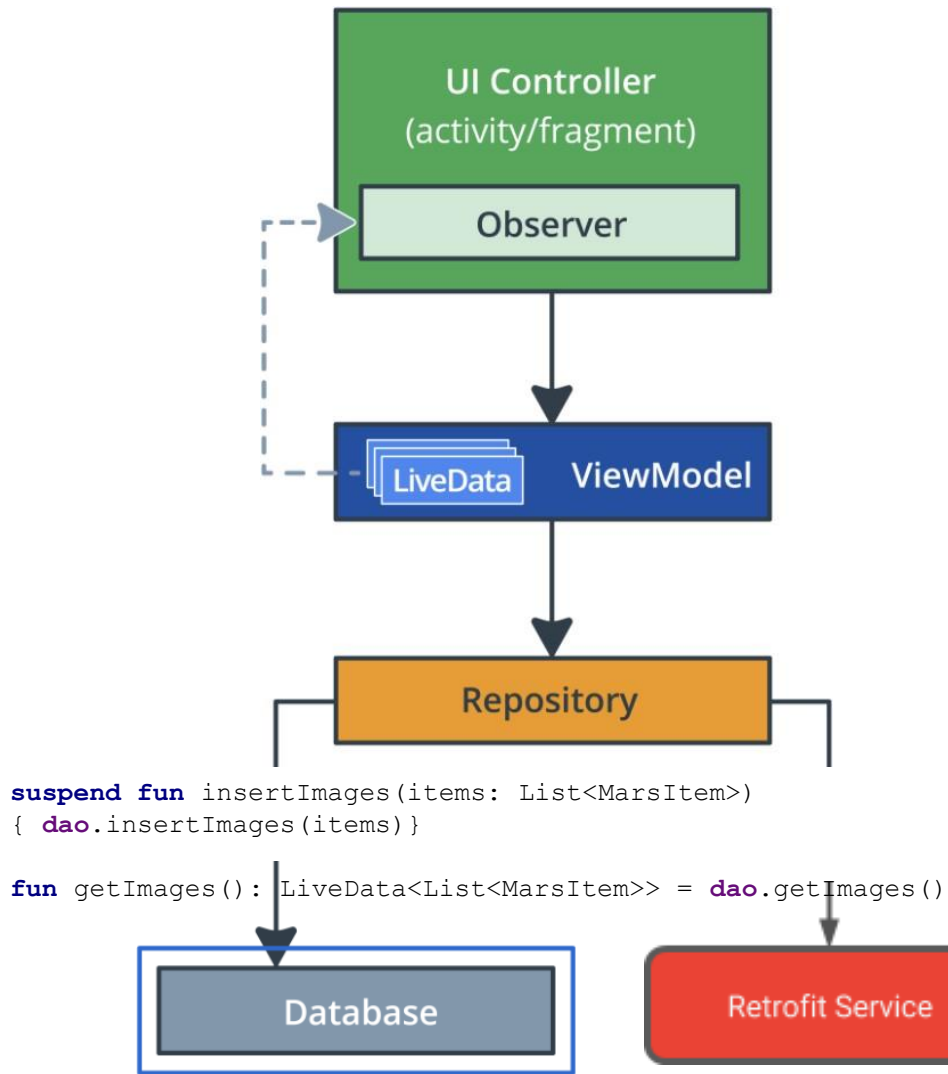 UI Controller
(activity/fragment)
Observer
LiveData
ViewModel
Repository
suspend fun insertImages(items: List<MarsItem>)
{ dao.insertImages(items)}
fun getImages(): LiveData<List<MarsItem>> = dao.getImages()
Database
Retrofit Service